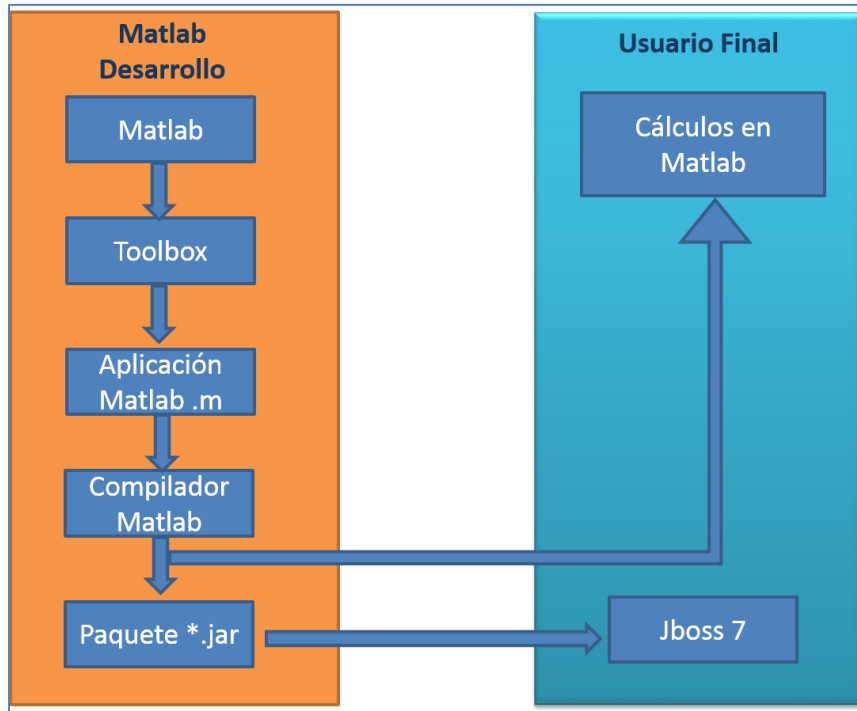 Matlab
Desarrollo
Matlab
Toolbox
Aplicación
Matlab .m
Compilador
Matlab
Paquete *.jar
Usuario Final
Cálculos en
Matlab
Jboss 7